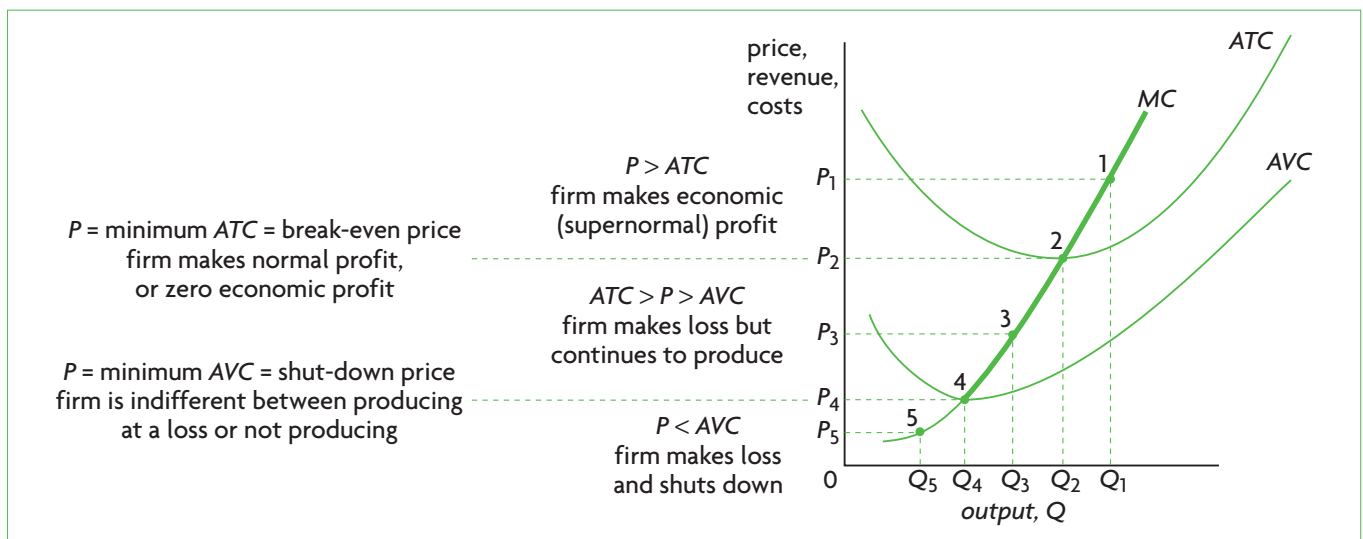 P = minimum ATC = break-even price
firm makes normal profit,
or zero economic profit
P = minimum AVC = shut-down price
firm is indifferent between producing
at a loss or not producing
P > ATC
firm makes economic
(supernormal) profit
ATC > P > AVC
firm makes loss but
continues to produce
P < AVC
firm makes loss
and shuts down
price,
revenue,
costs
ATC
MC
AVC
P₁
P₂
P₃
P₄
P₅
1
2
3
4
5
0
Q₅ Q₄ Q₃ Q₂ Q₁
output, Q